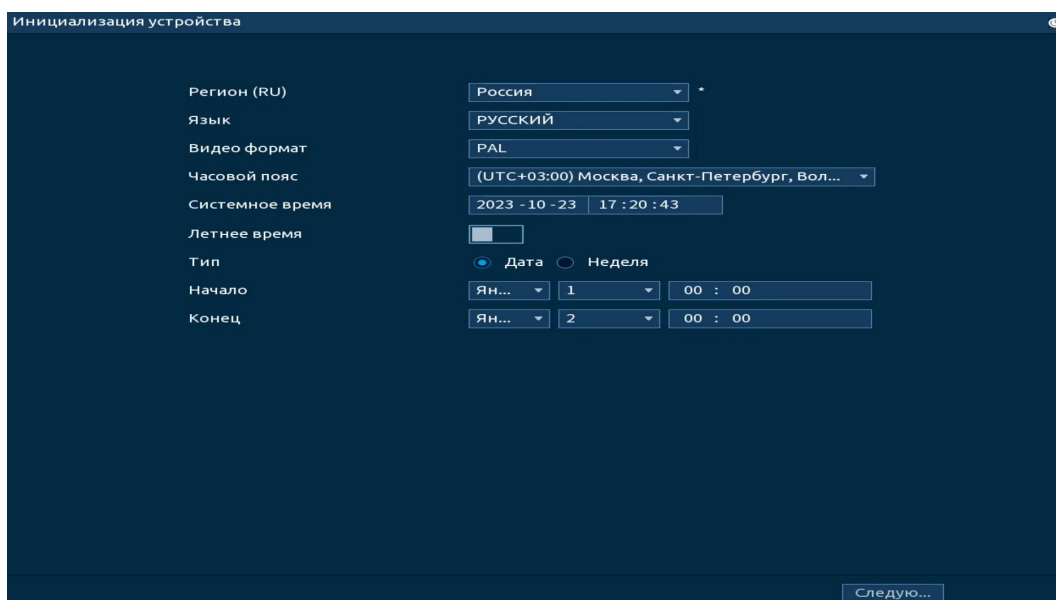 Инициализация устройства
Регион (RU) Россия *
Язык РУССКИЙ
Видео формат PAL
Часовой пояс (UTC+03:00) Москва, Санкт-Петербург, Вол...
Системное время 2023 -10 -23 17 : 20 : 43
Летнее время
Тип Дата Неделя
Начало Ян... 1 00 : 00
Конец Ян... 2 00 : 00
Следую...